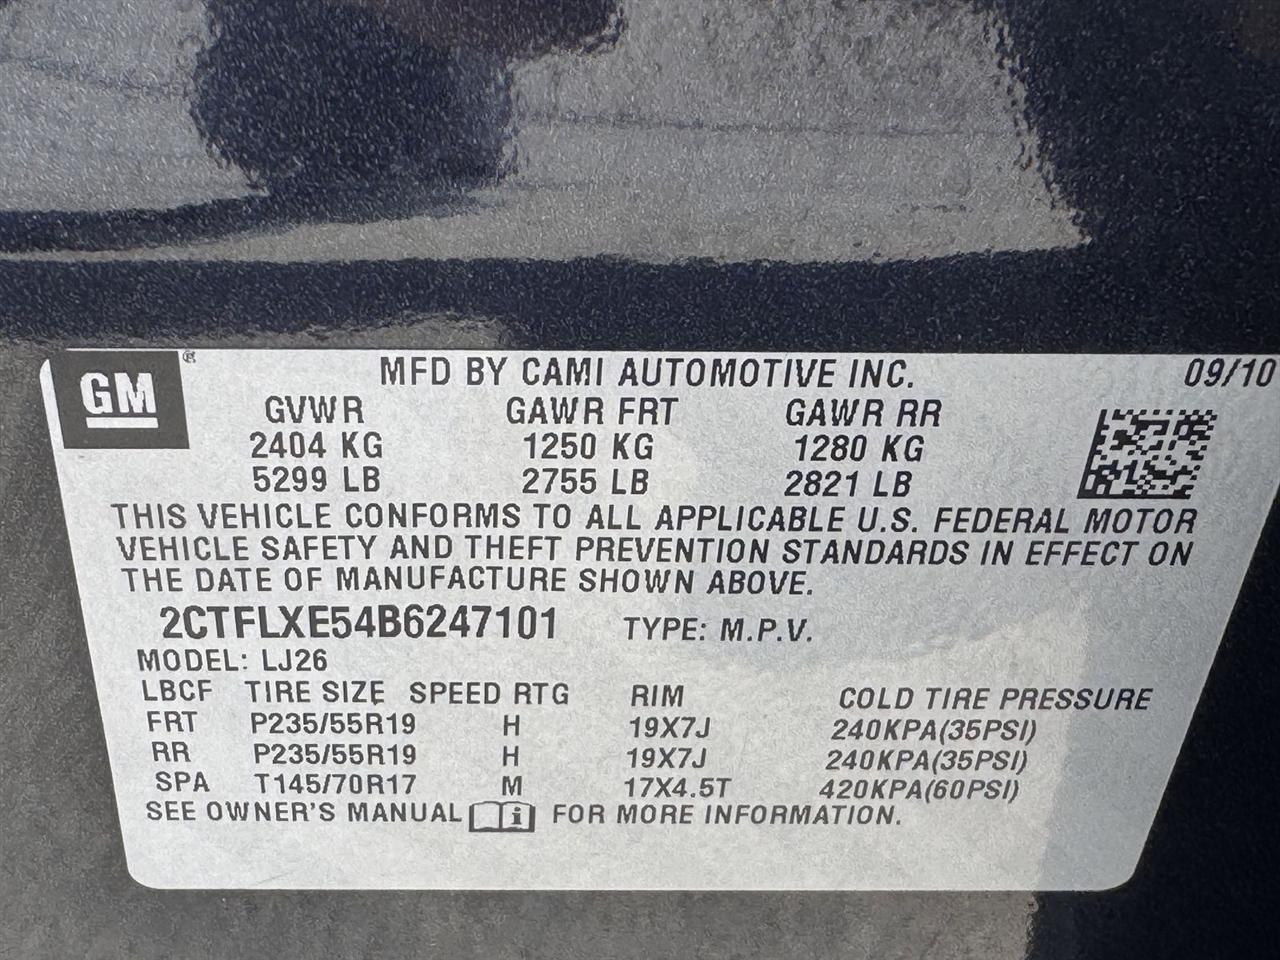 GM ® MFD BY CAMI AUTOMOTIVE INC. 09/10
GVWR GAWR FRT GAWR RR
2404 KG 1250 KG 1280 KG
5299 LB 2755 LB 2821 LB
THIS VEHICLE CONFORMS TO ALL APPLICABLE U.S. FEDERAL MOTOR
VEHICLE SAFETY AND THEFT PREVENTION STANDARDS IN EFFECT ON
THE DATE OF MANUFACTURE SHOWN ABOVE.
2CTFLXE54B6247101 TYPE: M.P.V.
MODEL: LJ26
LBCF TIRE SIZE SPEED RTG RIM COLD TIRE PRESSURE
FRT P235/55R19 H 19X7J 240KPA(35PSI)
RR P235/55R19 H 19X7J 240KPA(35PSI)
SPA T145/70R17 M 17X4.5T 420KPA(60PSI)
SEE OWNER'S MANUAL i FOR MORE INFORMATION.